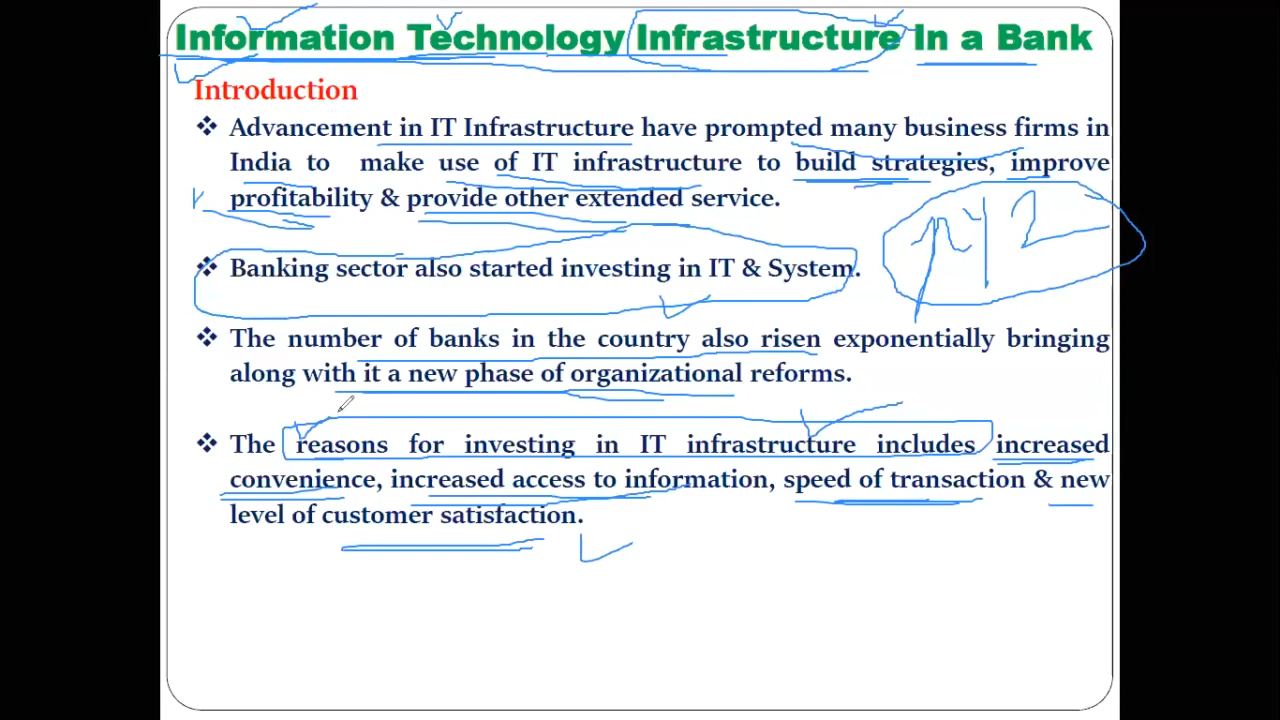 Information Technology Infrastructure In a Bank
Introduction
❖ Advancement in IT Infrastructure have prompted many business firms in
India to make use of IT infrastructure to build strategies, improve
profitability & provide other extended service.
❖ Banking sector also started investing in IT & System.
❖ The number of banks in the country also risen exponentially bringing
along with it a new phase of organizational reforms.
❖ The reasons for investing in IT infrastructure includes increased
convenience, increased access to information, speed of transaction & new
level of customer satisfaction.